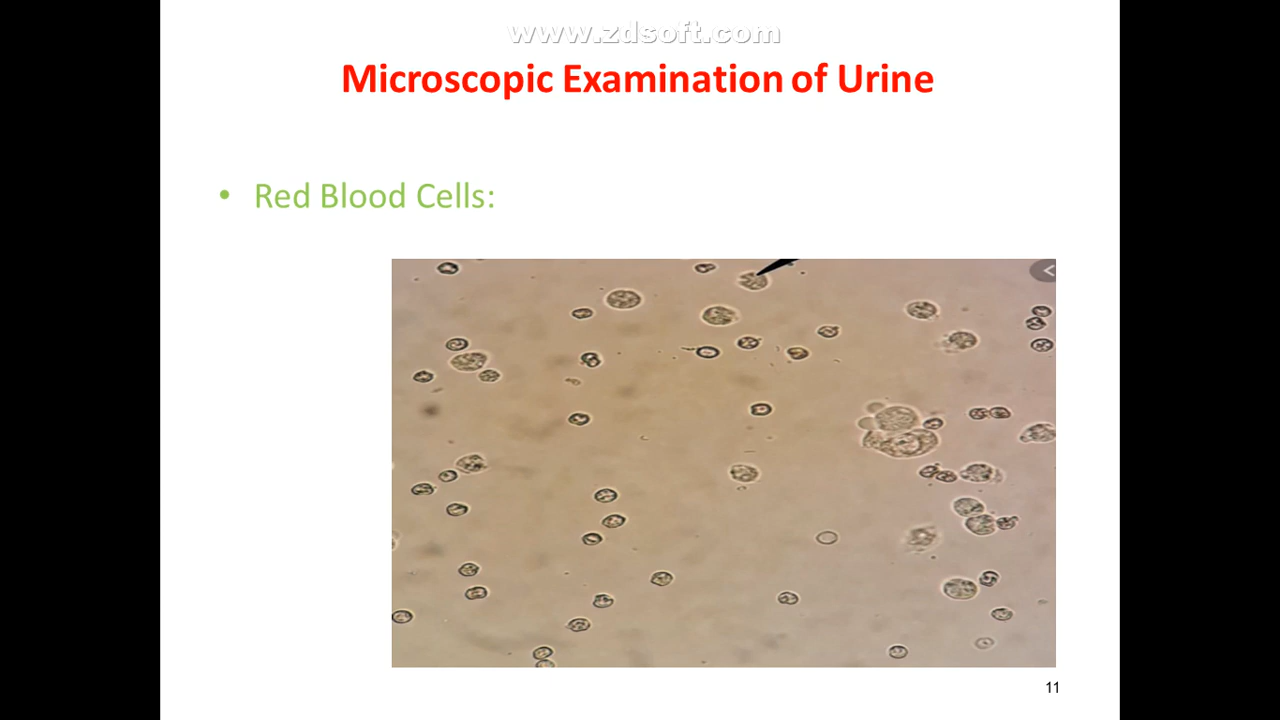 www.zdsoft.com
Microscopic Examination of Urine
• Red Blood Cells:
11